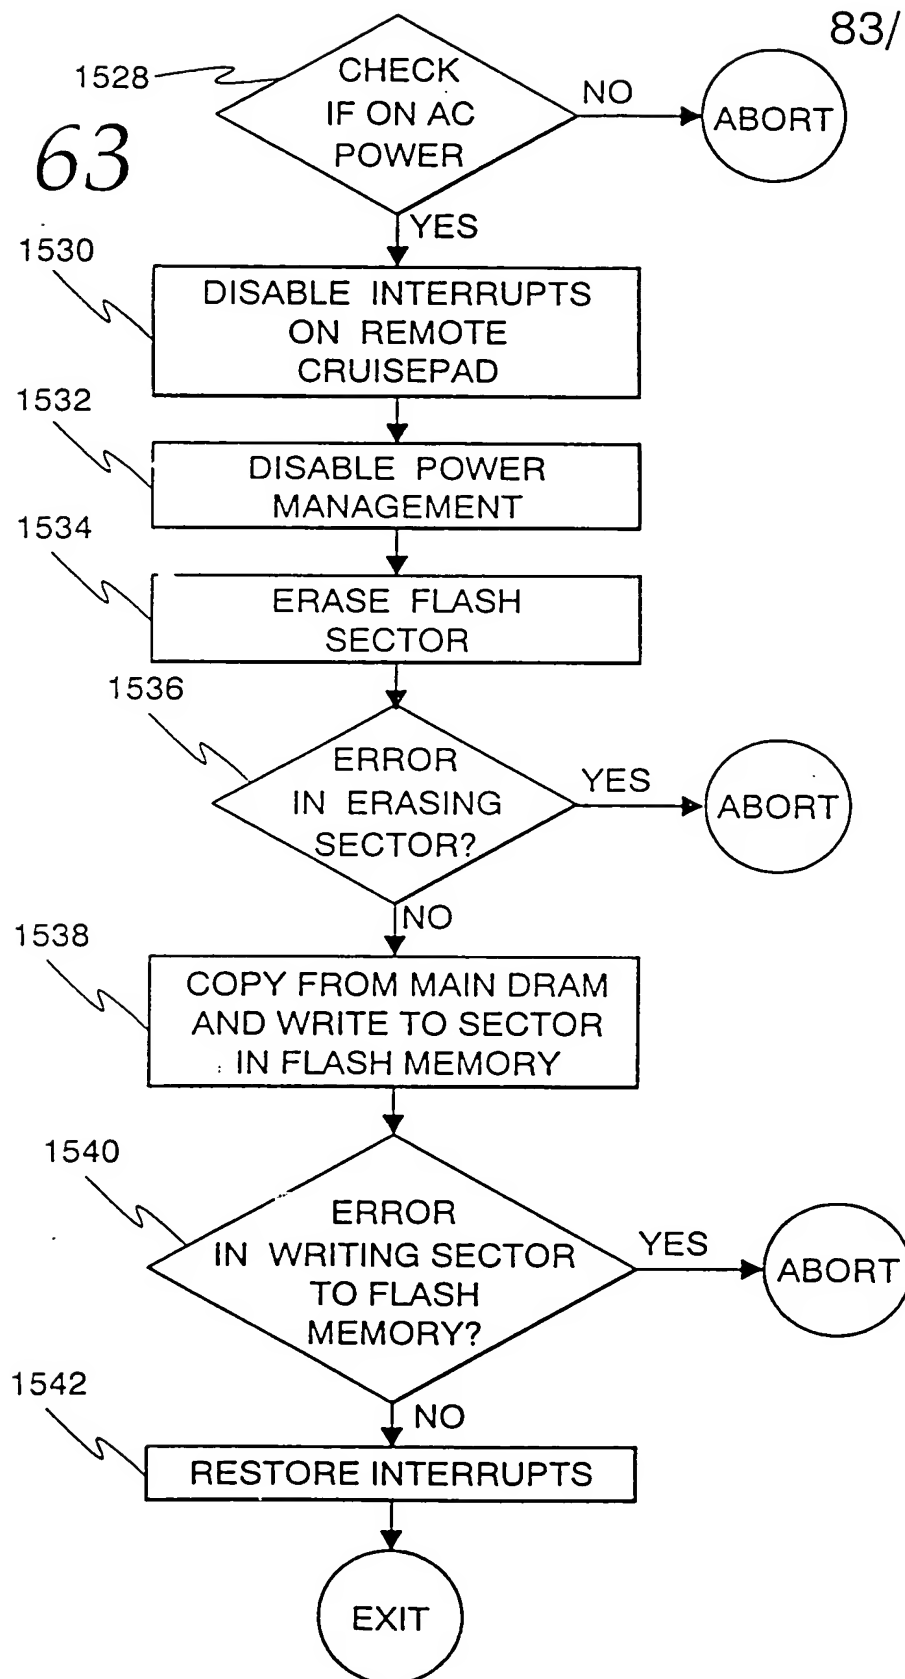 83/
1528
CHECK
IF ON AC
POWER
NO
ABORT
63
YES
1530
DISABLE INTERRUPTS
ON REMOTE
CRUISEPAD
1532
DISABLE POWER
MANAGEMENT
1534
ERASE FLASH
SECTOR
1536
ERROR
IN ERASING
SECTOR?
YES
ABORT
NO
1538
COPY FROM MAIN DRAM
AND WRITE TO SECTOR
IN FLASH MEMORY
1540
ERROR
IN WRITING SECTOR
TO FLASH
MEMORY?
YES
ABORT
1542
NO
RESTORE INTERRUPTS
EXIT